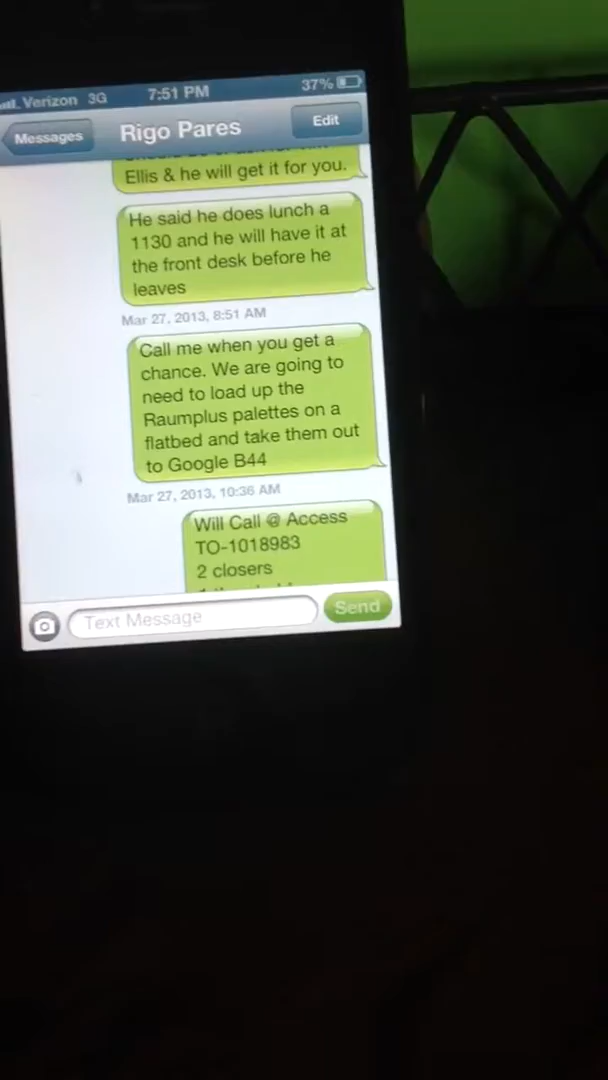 Verizon 3G 7:51 PM 37%
Messages Rigo Pares Edit
Ellis & he will get it for you.
He said he does lunch a
1130 and he will have it at
the front desk before he
leaves
Mar 27, 2013, 8:51 AM
Call me when you get a
chance. We are going to
need to load up the
Raumplus palettes on a
flatbed and take them out
to Google B44
Mar 27, 2013, 10:36 AM
Will Call @ Access
TO-1018983
2 closers
Text Message Send